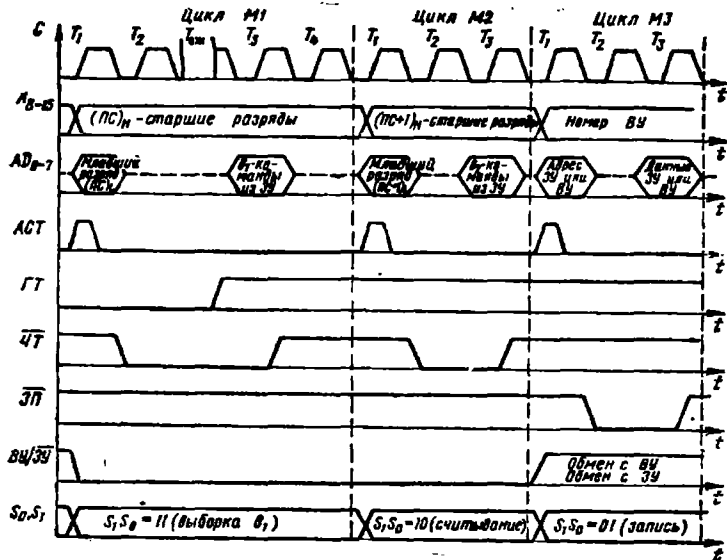 Цикл М1 Цикл М2 Цикл М3
C T₁ T₂ Tож T₃ T₄ T₁ T₂ T₃ T₁ T₂ T₃
t
A₈₋₁₅ (ПС)н - старшие разряды (ПС+1)н - старшие разряды Номер ВУ
t
AD₀₋₇ Младший разряд (ПС) B₁-команды из ЗУ Младший разряд B₂-команды из ЗУ Адрес ЗУ или ВУ Данные ЗУ или ВУ
t
АСТ
t
ГТ
t
ЧТ
t
ЗП
t
ВУ/ЗУ Обмен с ВУ
Обмен с ЗУ
t
S₀,S₁ S₁S₀ = 11 (выборка B₁) S₁S₀ = 10 (считывание) S₁S₀ = 01 (запись)
t